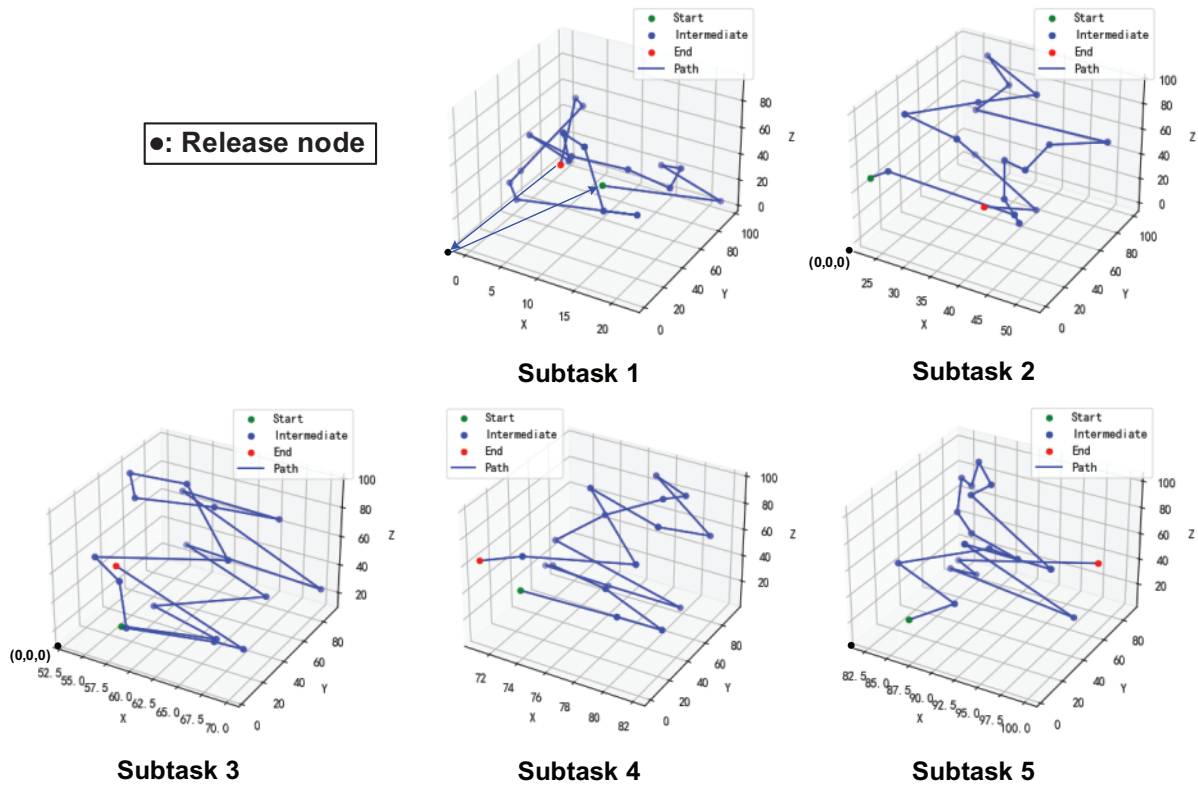 ●: Release node
Start
Intermediate
End
Path
80
60
40
20
0
Z
100
80
60
40
20
0
Y
0
5
10
15
20
X
Subtask 1
Start
Intermediate
End
Path
100
80
60
40
20
0
Z
100
80
60
40
20
0
Y
(0,0,0)
25
30
35
40
45
50
X
Subtask 2
Start
Intermediate
End
Path
100
80
60
40
20
Z
80
60
40
20
0
Y
(0,0,0)
52.5
55.0
57.5
60.0
62.5
65.0
67.5
70.0
X
Subtask 3
Start
Intermediate
End
Path
100
80
60
40
20
Z
80
60
40
20
0
Y
72
74
76
78
80
82
X
Subtask 4
Start
Intermediate
End
Path
100
80
60
40
20
Z
80
60
40
20
0
Y
82.5
85.0
87.5
90.0
92.5
95.0
97.5
100.0
X
Subtask 5